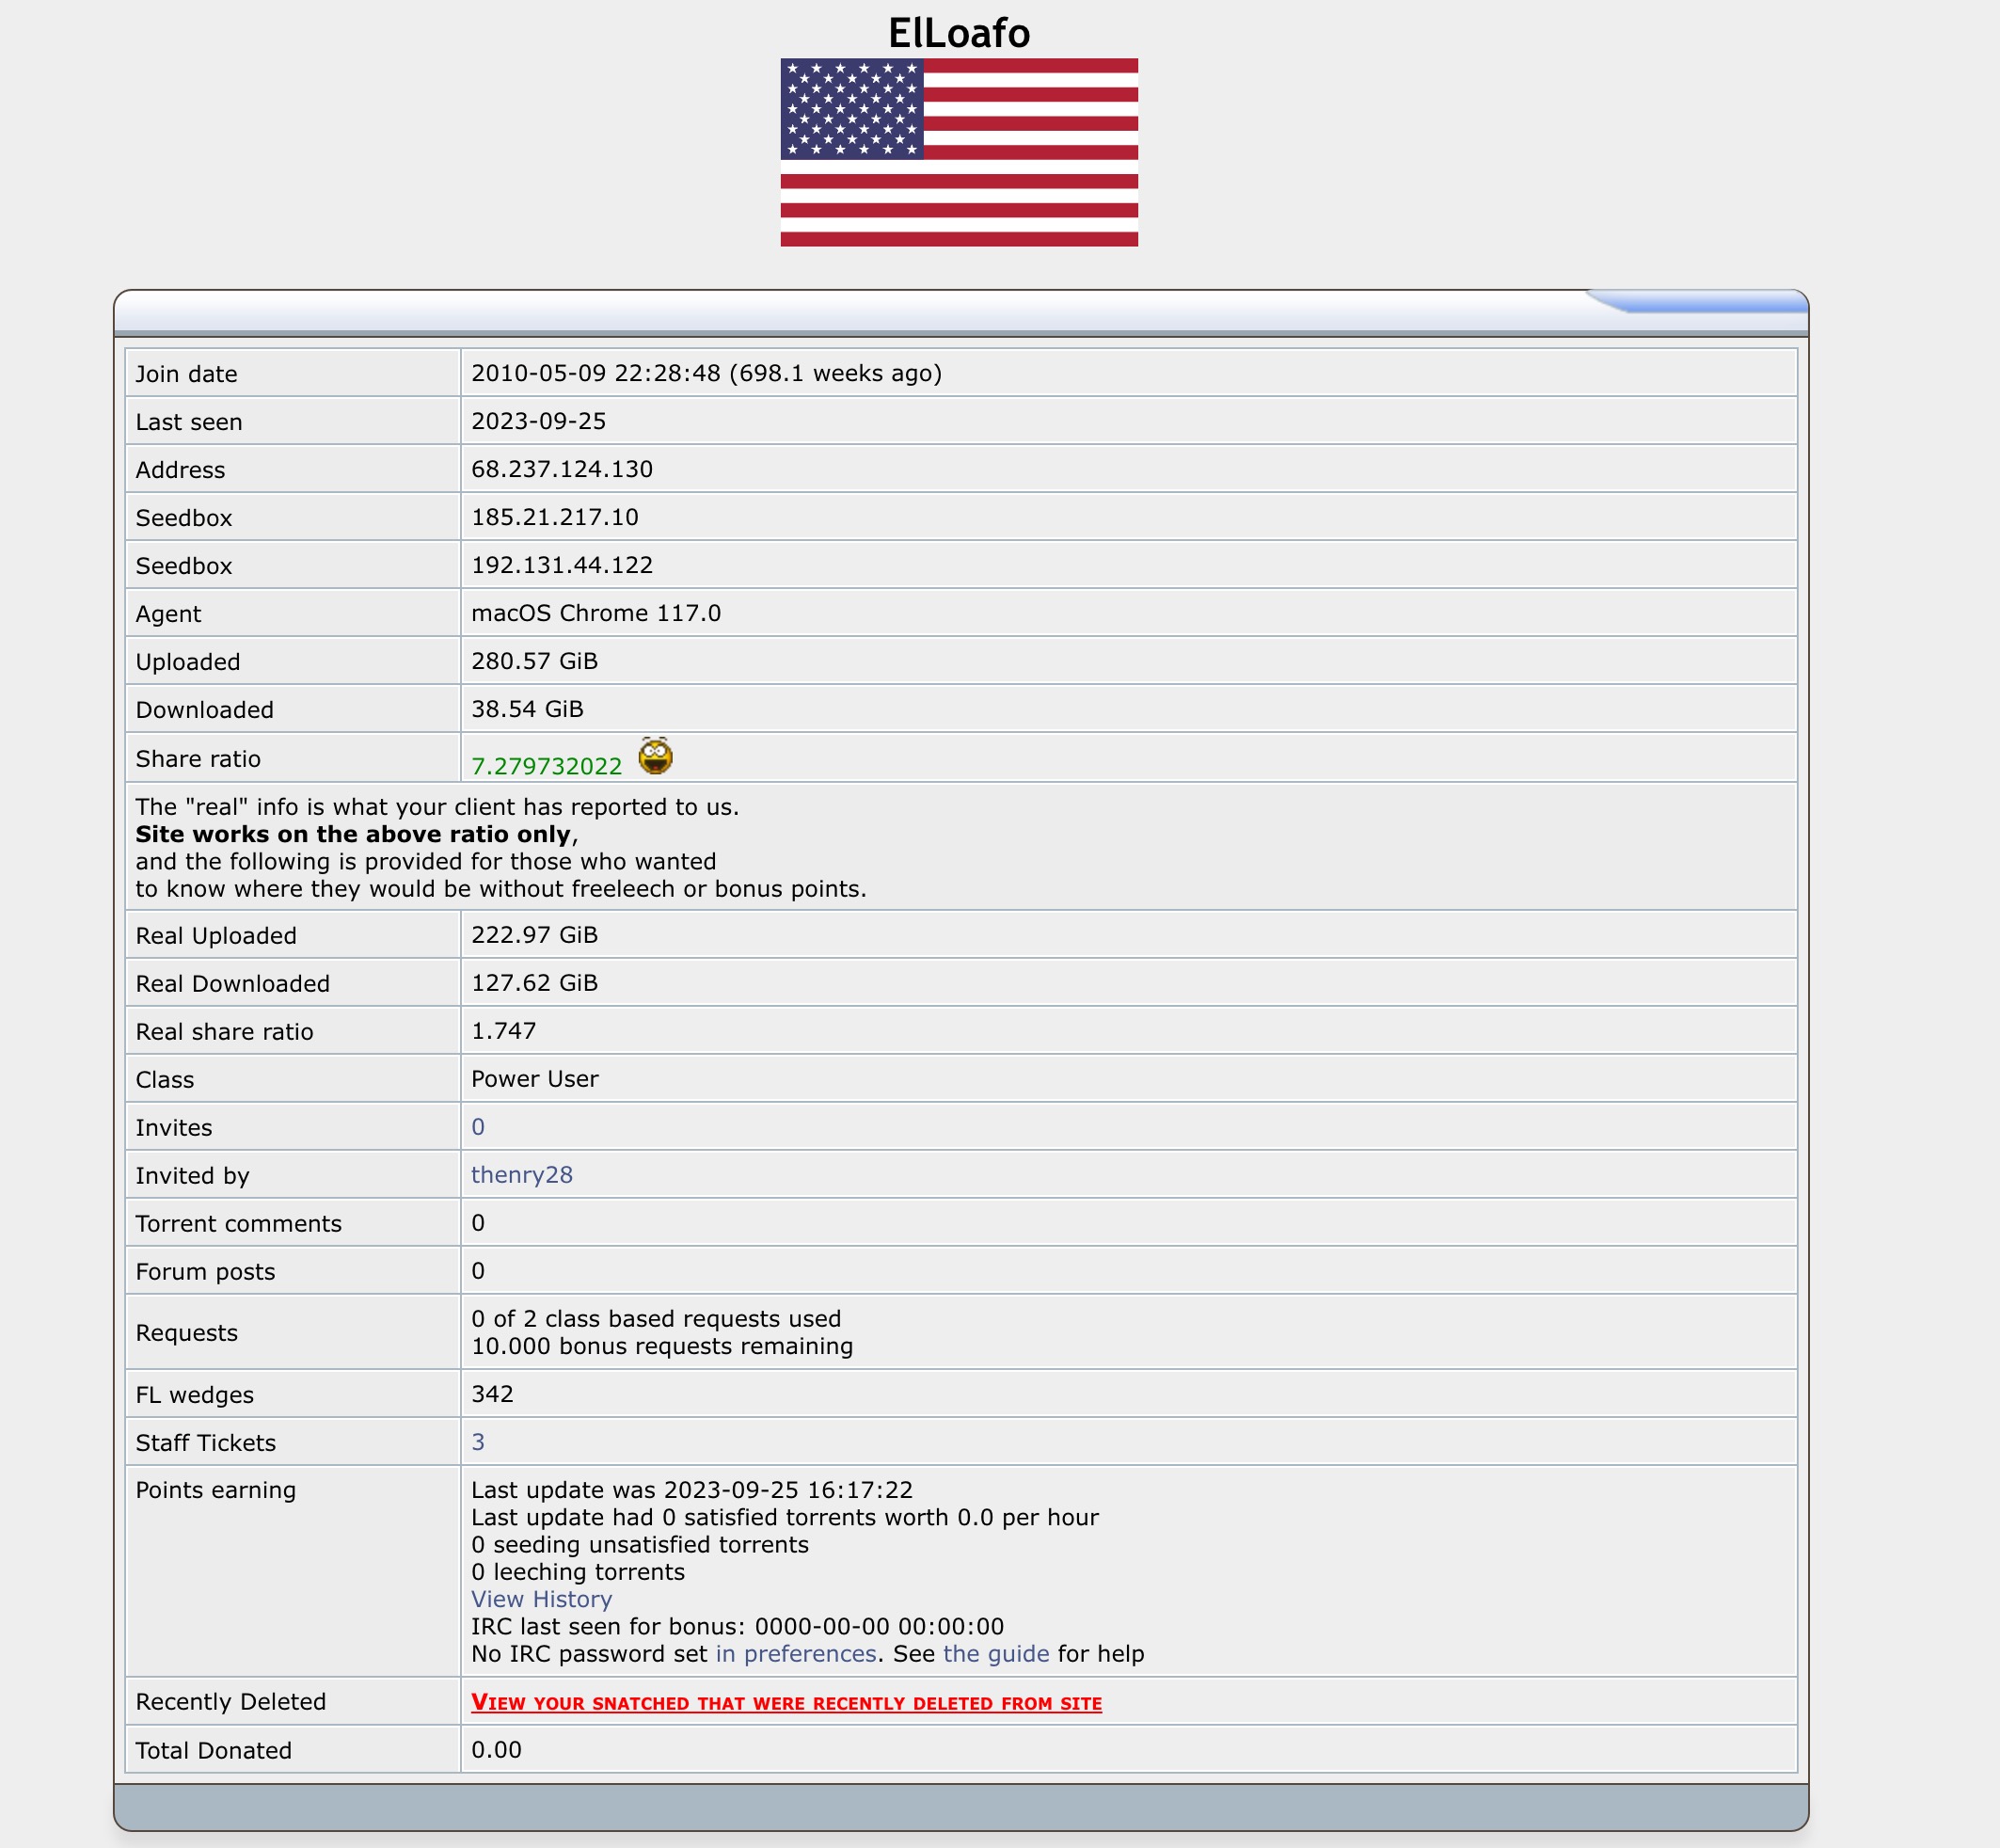 ElLoafo
Join date 2010-05-09 22:28:48 (698.1 weeks ago)
Last seen 2023-09-25
Address 68.237.124.130
Seedbox 185.21.217.10
Seedbox 192.131.44.122
Agent macOS Chrome 117.0
Uploaded 280.57 GiB
Downloaded 38.54 GiB
Share ratio 7.279732022
The "real" info is what your client has reported to us.
Site works on the above ratio only,
and the following is provided for those who wanted
to know where they would be without freeleech or bonus points.
Real Uploaded 222.97 GiB
Real Downloaded 127.62 GiB
Real share ratio 1.747
Class Power User
Invites 0
Invited by thenry28
Torrent comments 0
Forum posts 0
Requests 0 of 2 class based requests used
10.000 bonus requests remaining
FL wedges 342
Staff Tickets 3
Points earning Last update was 2023-09-25 16:17:22
Last update had 0 satisfied torrents worth 0.0 per hour
0 seeding unsatisfied torrents
0 leeching torrents
View History
IRC last seen for bonus: 0000-00-00 00:00:00
No IRC password set in preferences. See the guide for help
Recently Deleted View your snatched that were recently deleted from site
Total Donated 0.00